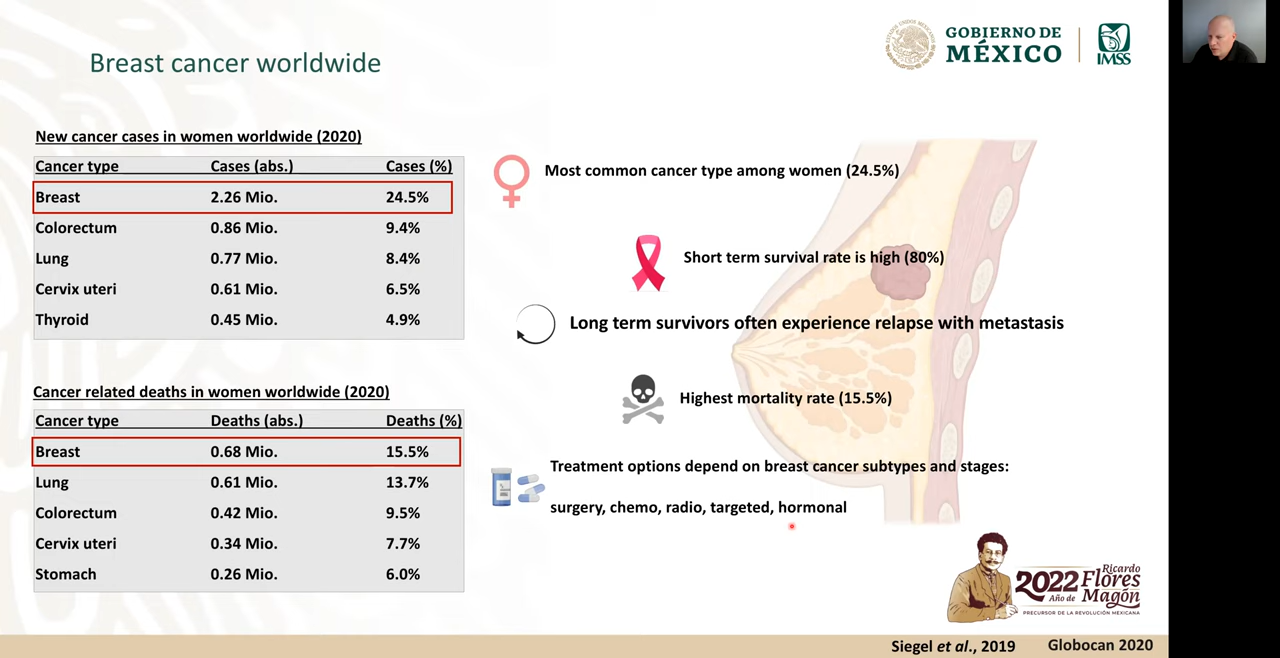 Breast cancer worldwide
GOBIERNO DE
MÉXICO
IMSS
New cancer cases in women worldwide (2020)
Cancer type Cases (abs.) Cases (%)
Breast 2.26 Mio. 24.5%
Colorectum 0.86 Mio. 9.4%
Lung 0.77 Mio. 8.4%
Cervix uteri 0.61 Mio. 6.5%
Thyroid 0.45 Mio. 4.9%
Cancer related deaths in women worldwide (2020)
Cancer type Deaths (abs.) Deaths (%)
Breast 0.68 Mio. 15.5%
Lung 0.61 Mio. 13.7%
Colorectum 0.42 Mio. 9.5%
Cervix uteri 0.34 Mio. 7.7%
Stomach 0.26 Mio. 6.0%
Most common cancer type among women (24.5%)
Short term survival rate is high (80%)
Long term survivors often experience relapse with metastasis
Highest mortality rate (15.5%)
Treatment options depend on breast cancer subtypes and stages:
surgery, chemo, radio, targeted, hormonal
2022 Ricardo
Año de Flores
Magón
PRECURSOR DE LA REVOLUCIÓN MEXICANA
Siegel et al., 2019 Globocan 2020